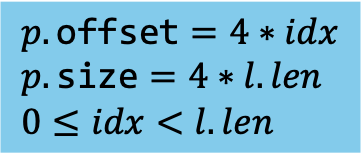 p.offset = 4 * idx
p.size = 4 * l.len
0 ≤ idx < l.len